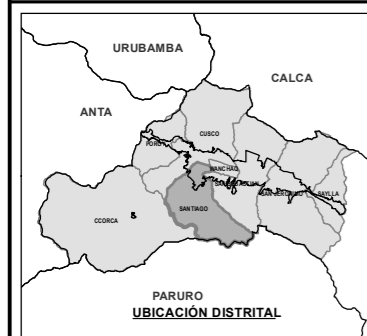 URUBAMBA
CALCA
ANTA
CUSCO
WANCHAQ
SAYLLA
SANTIAGO
CCORCA
PARURO
UBICACIÓN DISTRITAL